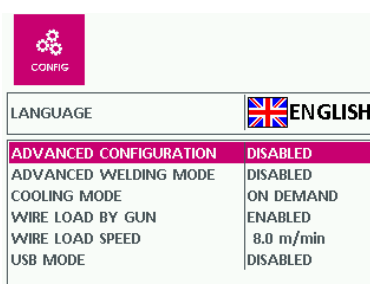 CONFIG
LANGUAGE ENGLISH
ADVANCED CONFIGURATION DISABLED
ADVANCED WELDING MODE DISABLED
COOLING MODE ON DEMAND
WIRE LOAD BY GUN ENABLED
WIRE LOAD SPEED 8.0 m/min
USB MODE DISABLED